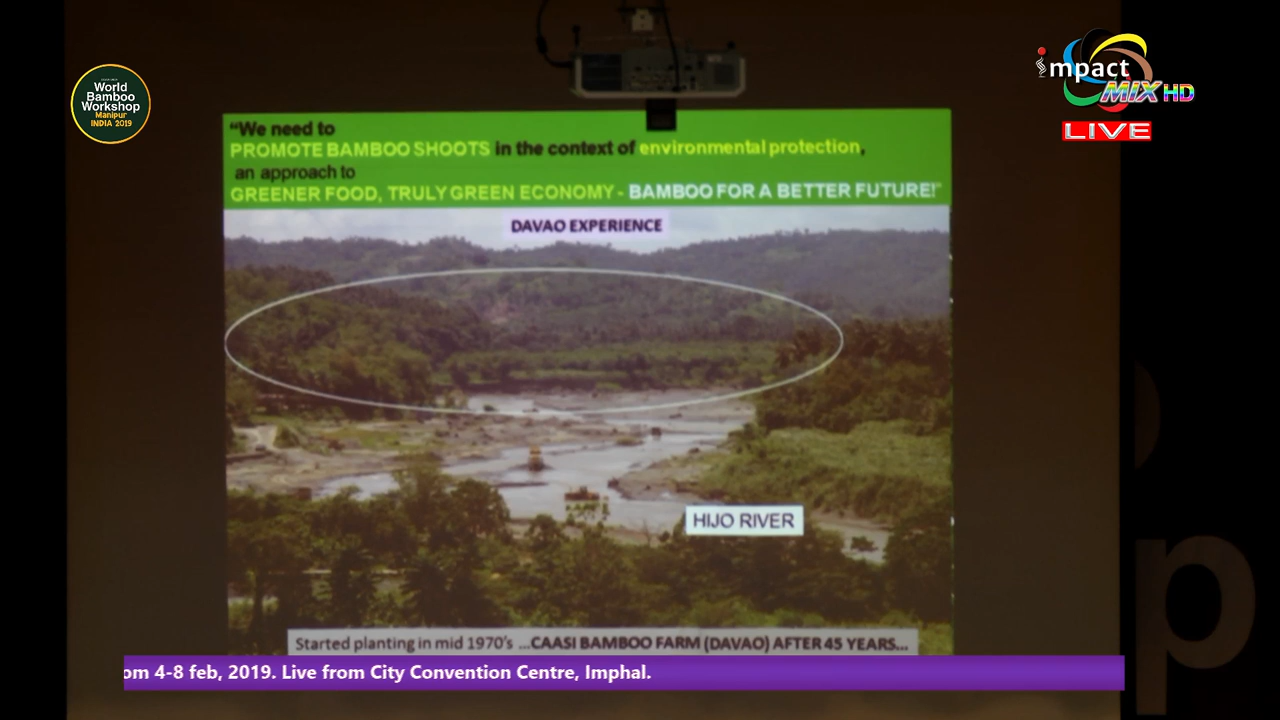 World
Bamboo
Workshop
Manipur
INDIA 2019
impact
MIX HD
LIVE
“We need to
PROMOTE BAMBOO SHOOTS in the context of environmental protection,
an approach to
GREENER FOOD, TRULY GREEN ECONOMY - BAMBOO FOR A BETTER FUTURE!”
DAVAO EXPERIENCE
HIJO RIVER
Started planting in mid 1970's ...CAASI BAMBOO FARM (DAVAO) AFTER 45 YEARS...
om 4-8 feb, 2019. Live from City Convention Centre, Imphal.
p